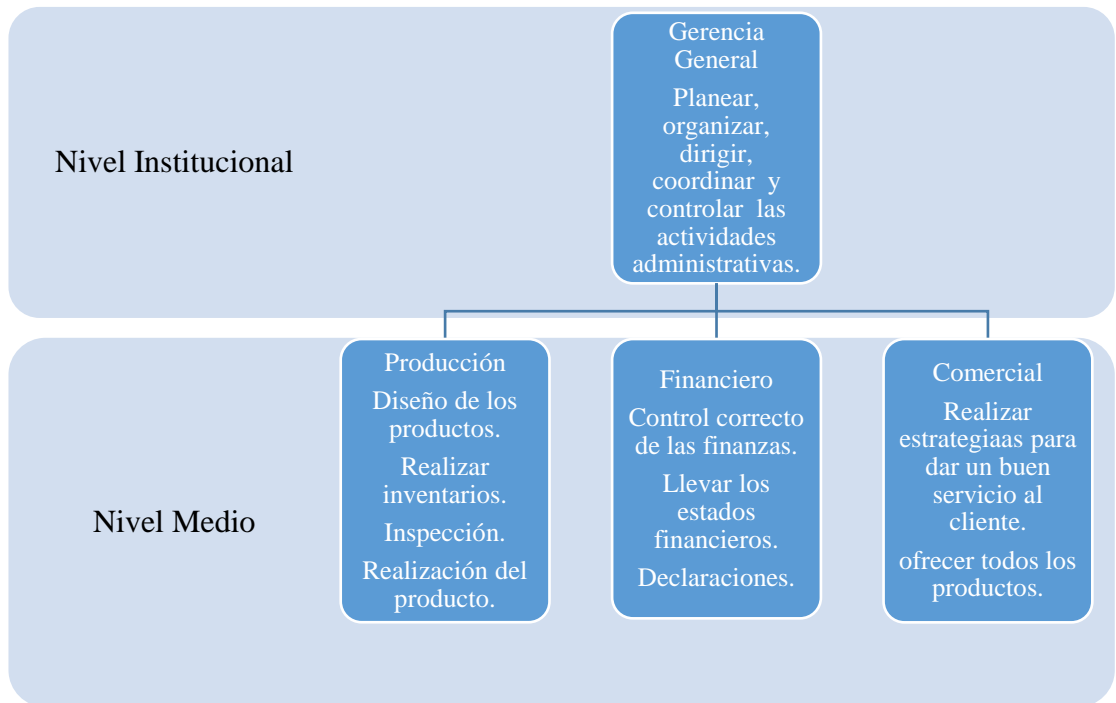 Nivel Institucional
Gerencia
General
Planear,
organizar,
dirigir,
coordinar y
controlar las
actividades
administrativas.
Nivel Medio
Producción
Diseño de los
productos.
Realizar
inventarios.
Inspección.
Realización del
producto.
Financiero
Control correcto
de las finanzas.
Llevar los
estados
financieros.
Declaraciones.
Comercial
Realizar
estrategiaas para
dar un buen
servicio al
cliente.
ofrecer todos los
productos.